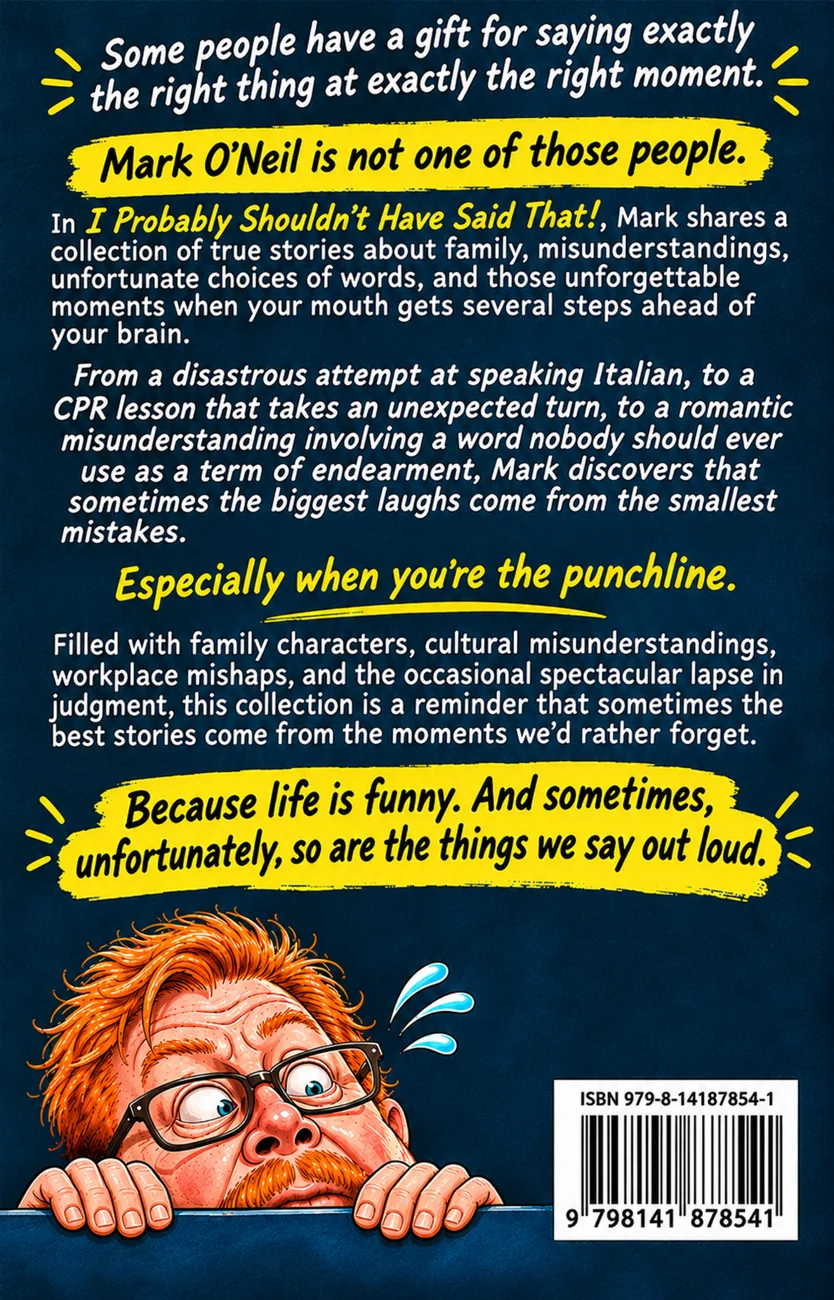 Some people have a gift for saying exactly
the right thing at exactly the right moment.
Mark O'Neil is not one of those people.
In I Probably Shouldn't Have Said That!, Mark shares a
collection of true stories about family, misunderstandings,
unfortunate choices of words, and those unforgettable
moments when your mouth gets several steps ahead of
your brain.
From a disastrous attempt at speaking Italian, to a
CPR lesson that takes an unexpected turn, to a romantic
misunderstanding involving a word nobody should ever
use as a term of endearment, Mark discovers that
sometimes the biggest laughs come from the smallest
mistakes.
Especially when you're the punchline.
Filled with family characters, cultural misunderstandings,
workplace mishaps, and the occasional spectacular lapse in
judgment, this collection is a reminder that sometimes the
best stories come from the moments we'd rather forget.
Because life is funny. And sometimes,
unfortunately, so are the things we say out loud.
ISBN 979-8-14187854-1
9 798141 878541